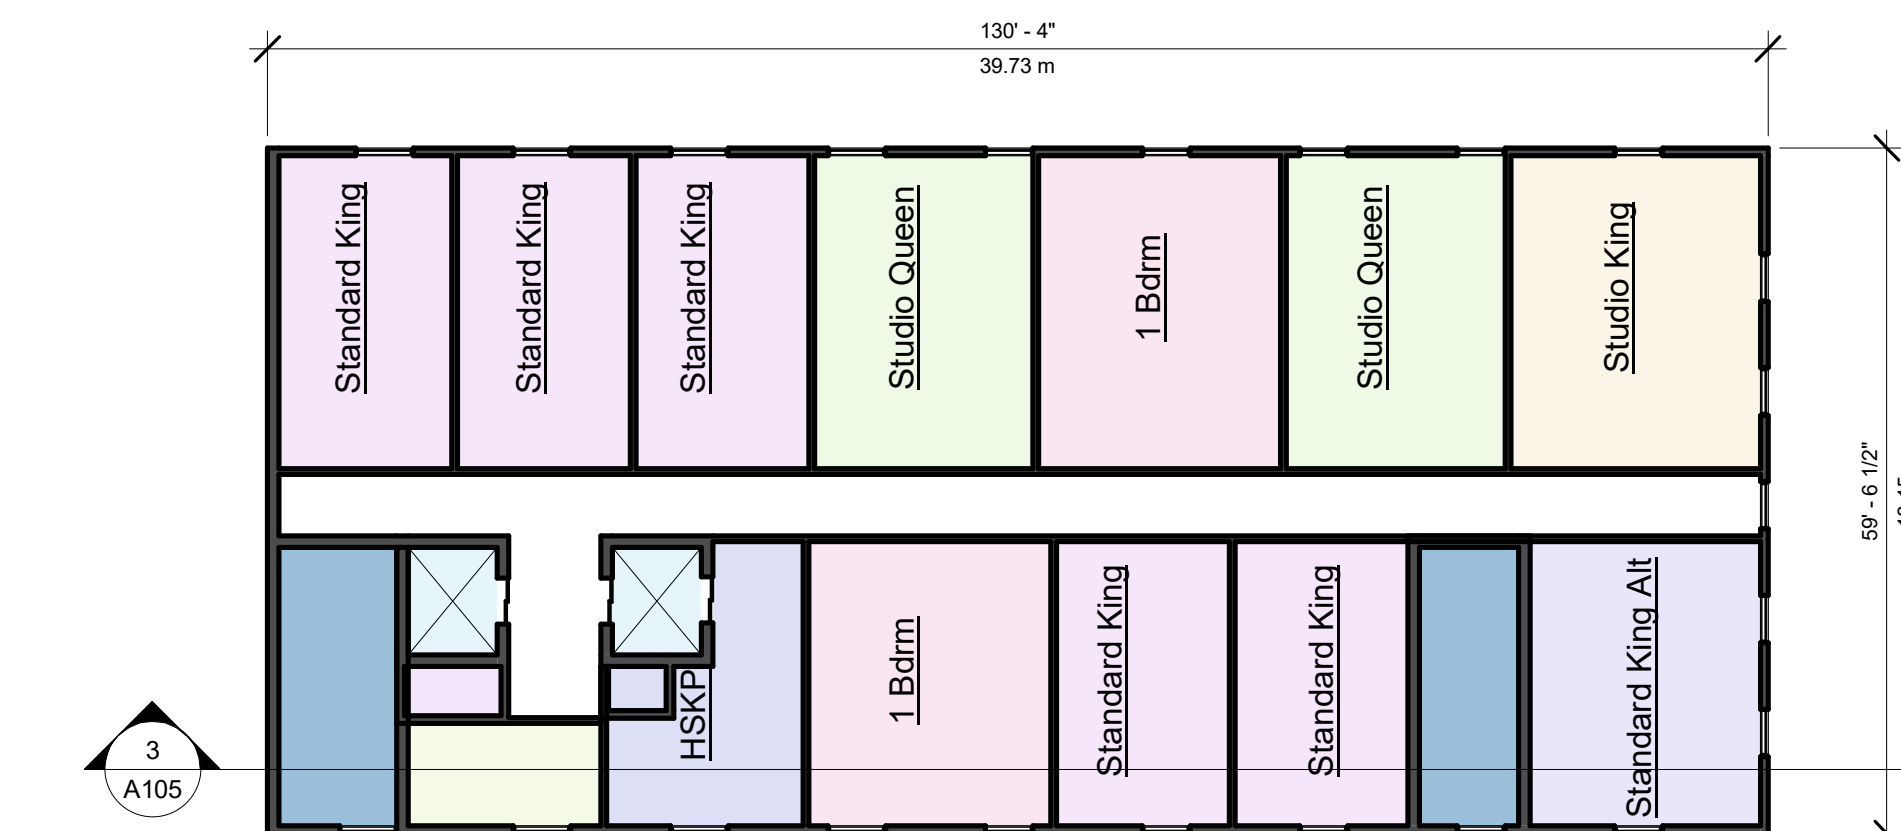 130' - 4"
39.73 m
Standard King
Standard King
Standard King
Studio Queen
1 Bdrm
Studio Queen
Studio King
59' - 6 1/2"
HSKP
1 Bdrm
Standard King
Standard King
Standard King Alt
3
A105